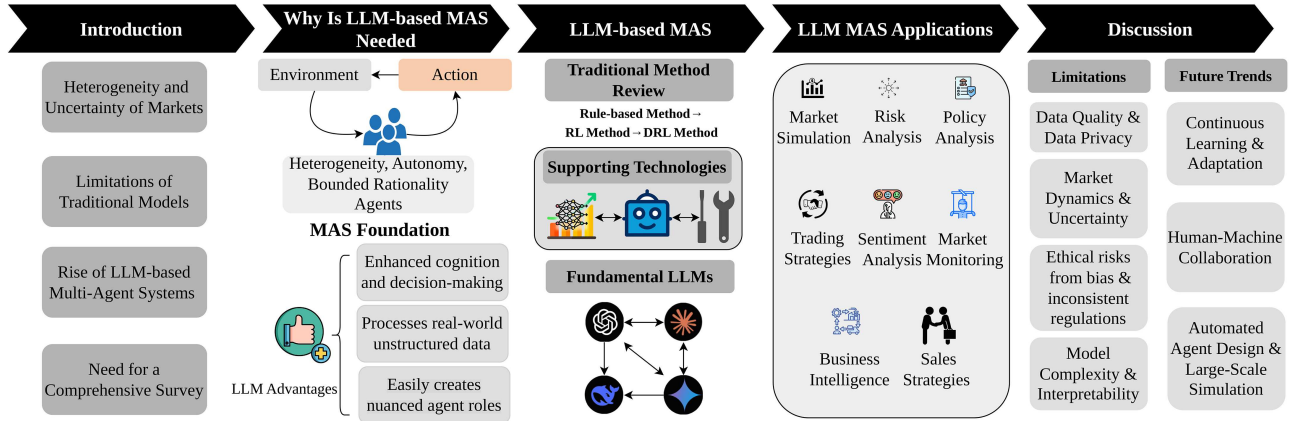 Introduction
Heterogeneity and
Uncertainty of Markets
Limitations of
Traditional Models
Rise of LLM-based
Multi-Agent Systems
Need for a
Comprehensive Survey
Why Is LLM-based MAS
Needed
Environment
Action
Heterogeneity, Autonomy,
Bounded Rationality
Agents
MAS Foundation
LLM Advantages
Enhanced cognition
and decision-making
Processes real-world
unstructured data
Easily creates
nuanced agent roles
LLM-based MAS
Traditional Method
Review
Rule-based Method→
RL Method→DRL Method
Supporting Technologies
Fundamental LLMs
LLM MAS Applications
Market
Simulation
Risk
Analysis
Policy
Analysis
Trading
Strategies
Sentiment
Analysis
Market
Monitoring
Business
Intelligence
Sales
Strategies
Discussion
Limitations
Data Quality &
Data Privacy
Market
Dynamics &
Uncertainty
Ethical risks
from bias &
inconsistent
regulations
Model
Complexity &
Interpretability
Future Trends
Continuous
Learning &
Adaptation
Human-Machine
Collaboration
Automated
Agent Design &
Large-Scale
Simulation